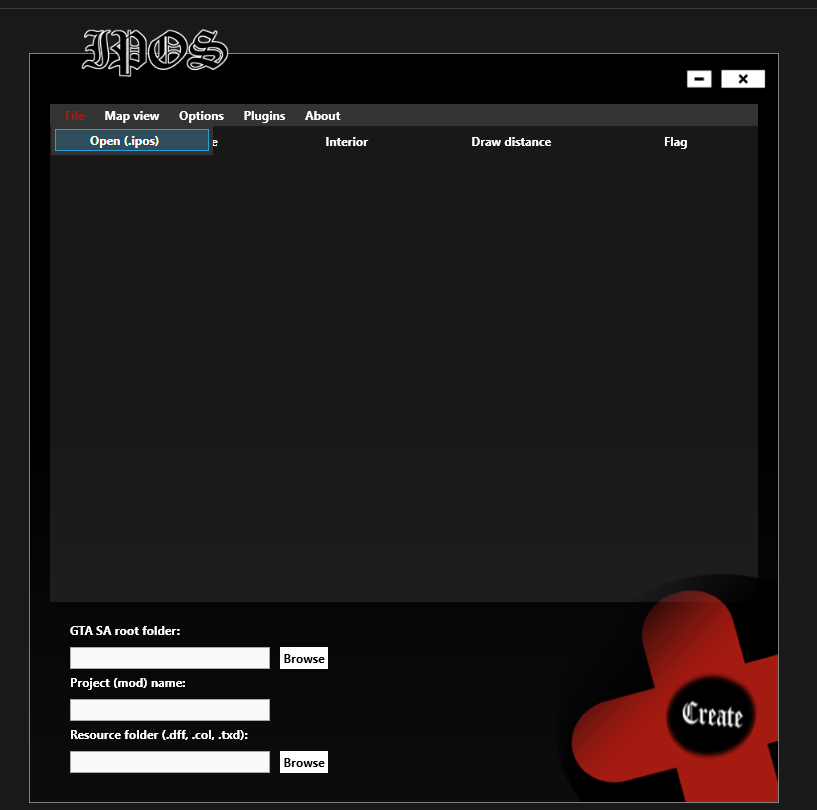 IPOS
File Map view Options Plugins About
Open (.ipos)
Interior Draw distance Flag
GTA SA root folder:
Browse
Project (mod) name:
Resource folder (.dff, .col, .txd):
Browse
Create